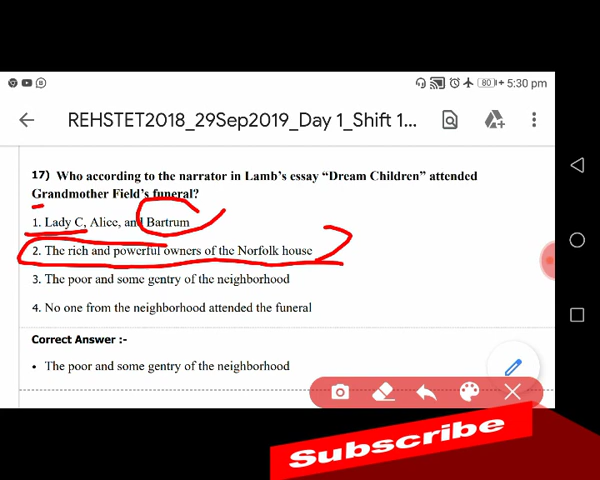 80 5:30 pm
REHSTET2018_29Sep2019_Day 1_Shift 1...
17) Who according to the narrator in Lamb's essay "Dream Children" attended
Grandmother Field's funeral?
1. Lady C, Alice, and Bartrum
2. The rich and powerful owners of the Norfolk house
3. The poor and some gentry of the neighborhood
4. No one from the neighborhood attended the funeral
Correct Answer :-
• The poor and some gentry of the neighborhood
Subscribe